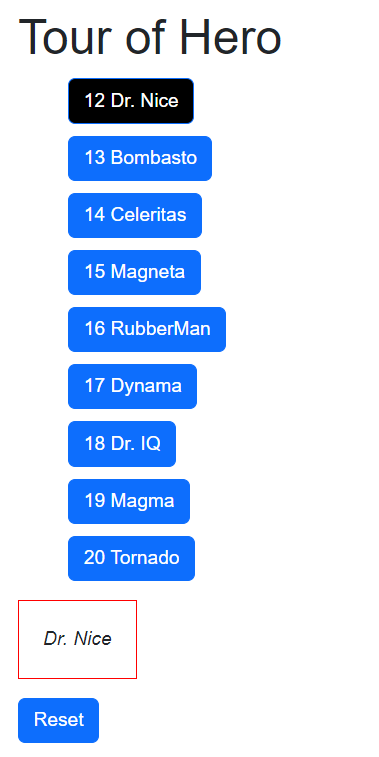 Tour of Hero
12 Dr. Nice
13 Bombasto
14 Celeritas
15 Magneta
16 RubberMan
17 Dynama
18 Dr. IQ
19 Magma
20 Tornado
Dr. Nice
Reset